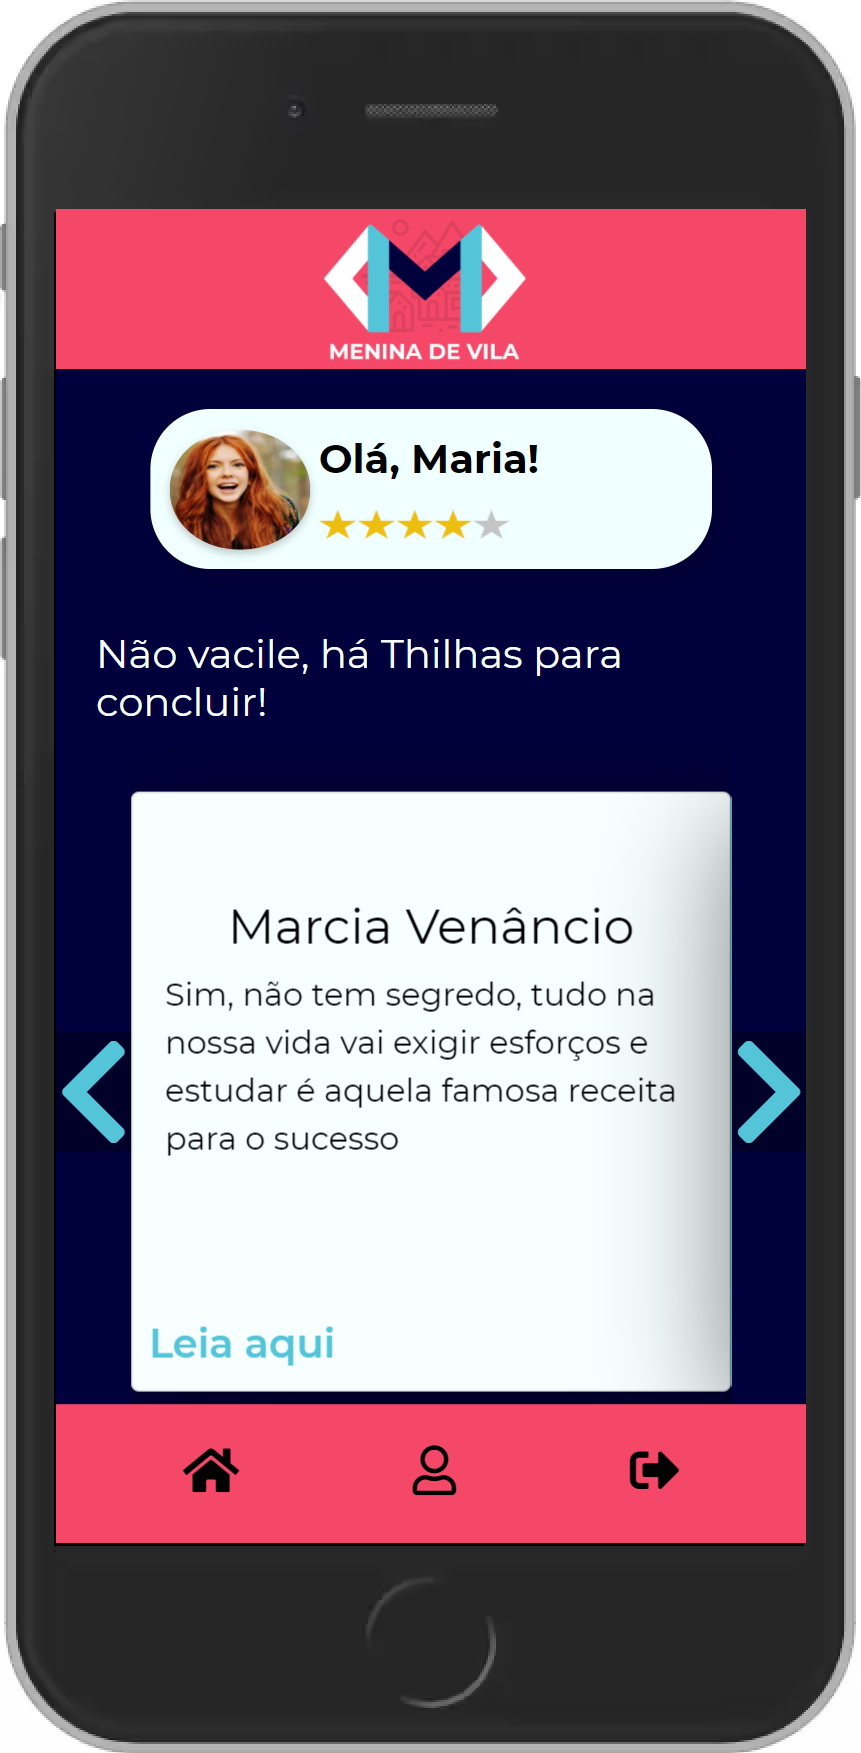 MENINA DE VILA
Olá, Maria!
Não vacile, há Thilhas para
concluir!
Marcia Venâncio
Sim, não tem segredo, tudo na
nossa vida vai exigir esforços e
estudar é aquela famosa receita
para o sucesso
Leia aqui